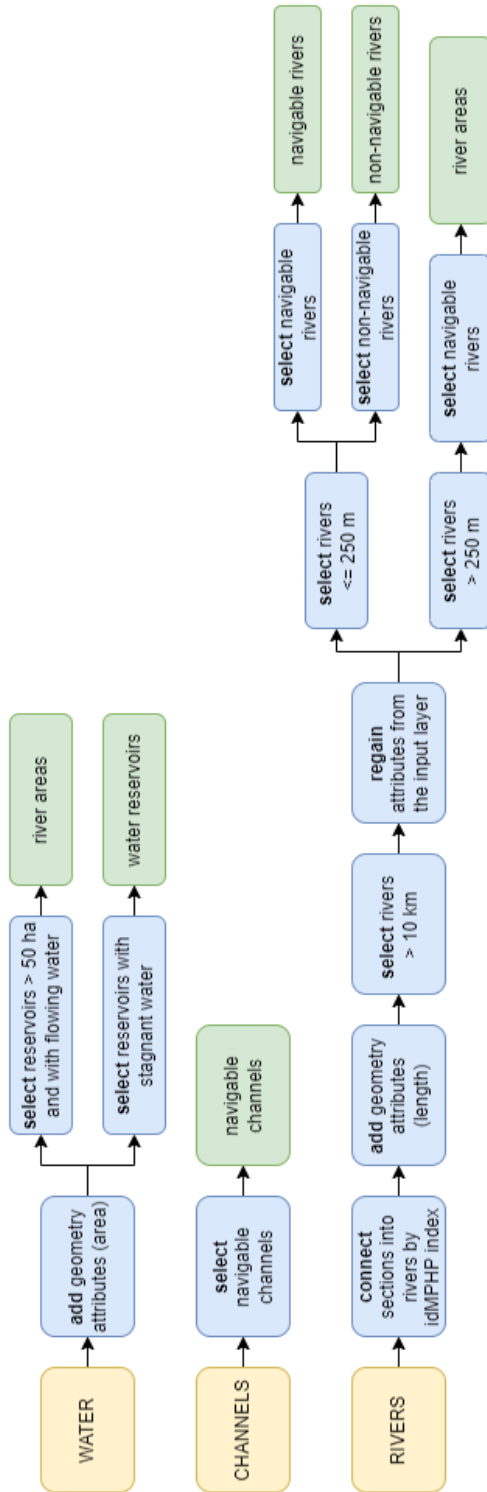 WATER
add geometry
attributes (area)
select reservoirs > 50 ha
and with flowing water
river areas
select reservoirs with
stagnant water
water reservoirs
CHANNELS
select
navigable
channels
navigable
channels
RIVERS
connect
sections into
rivers by
idMPHP index
add geometry
attributes
(length)
select rivers
> 10 km
regain
attributes from
the input layer
select rivers
<= 250 m
select navigable
rivers
navigable rivers
select non-navigable
rivers
non-navigable rivers
select rivers
> 250 m
select navigable
rivers
river areas